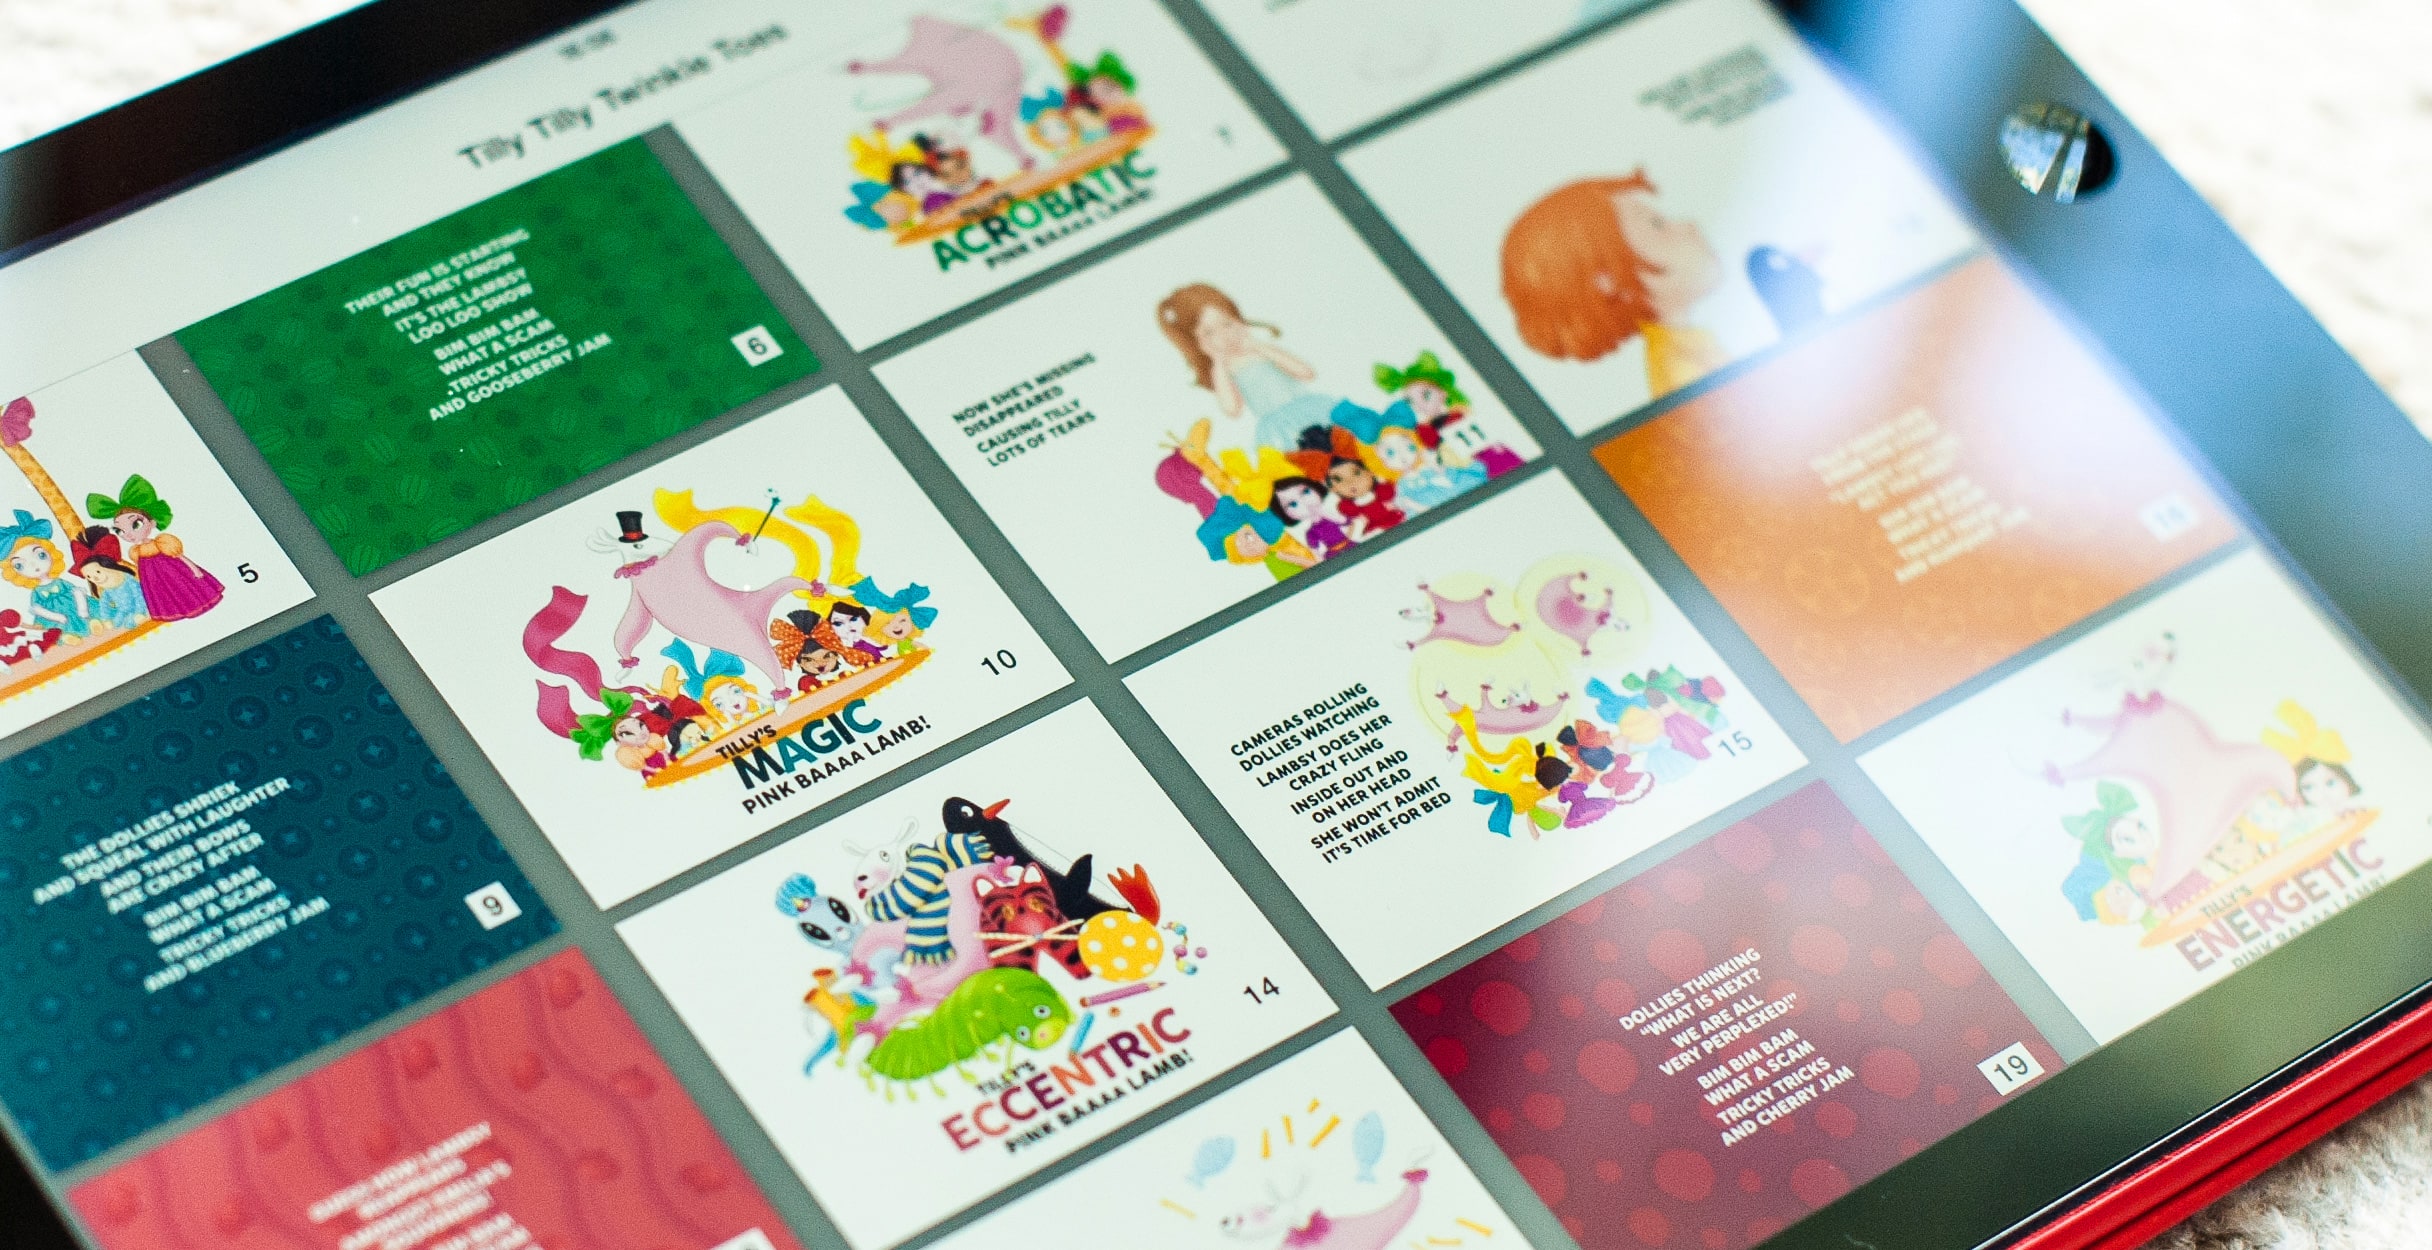 Tilly Tilly Twinkle Toes
THEIR FUN IS STARTING
AND THEY KNOW
IT'S THE LAMBSY
LOO LOO SHOW
BIM BIM BAM
WHAT A SCAM
TRICKY TRICKS
AND GOOSEBERRY JAM
6
ACROBATIC
PINK BAAAA LAMB!
7
5
TILLY'S
MAGIC
PINK BAAAA LAMB!
10
NOW SHE'S MISSING
DISAPPEARED
CAUSING TILLY
LOTS OF TEARS
11
THE DOLLIES SHRIEK
AND SQUEAL WITH LAUGHTER
AND THEIR BOWS
ARE CRAZY AFTER
BIM BIM BAM
WHAT A SCAM
TRICKY TRICKS
AND BLUEBERRY JAM
9
TILLY'S
ECCENTRIC
PINK BAAAA LAMB!
14
CAMERAS ROLLING
DOLLIES WATCHING
LAMBSY DOES HER
CRAZY FLING
INSIDE OUT AND
ON HER HEAD
SHE WON'T ADMIT
IT'S TIME FOR BED
15
DOLLIES THINKING
"WHAT IS NEXT?
WE ARE ALL
VERY PERPLEXED!"
BIM BIM BAM
WHAT A SCAM
TRICKY TRICKS
AND CHERRY JAM
19
TILLY'S
ENERGETIC
PINK BAAAA LAMB!
BIM BAM